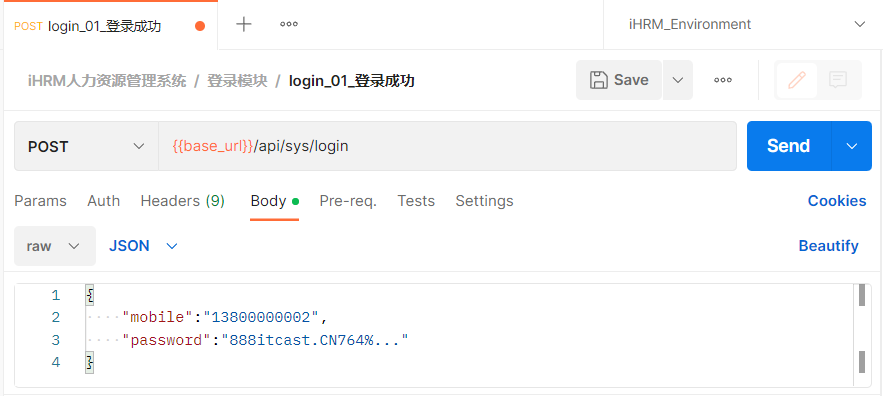 POST login_01_登录成功
iHRM_Environment
iHRM人力资源管理系统 / 登录模块 / login_01_登录成功
Save
POST
{{base_url}}/api/sys/login
Send
Params Auth Headers (9) Body Pre-req. Tests Settings
Cookies
raw JSON
Beautify
1 {
2 "mobile":"13800000002",
3 "password":"888itcast.CN764%..."
4 }